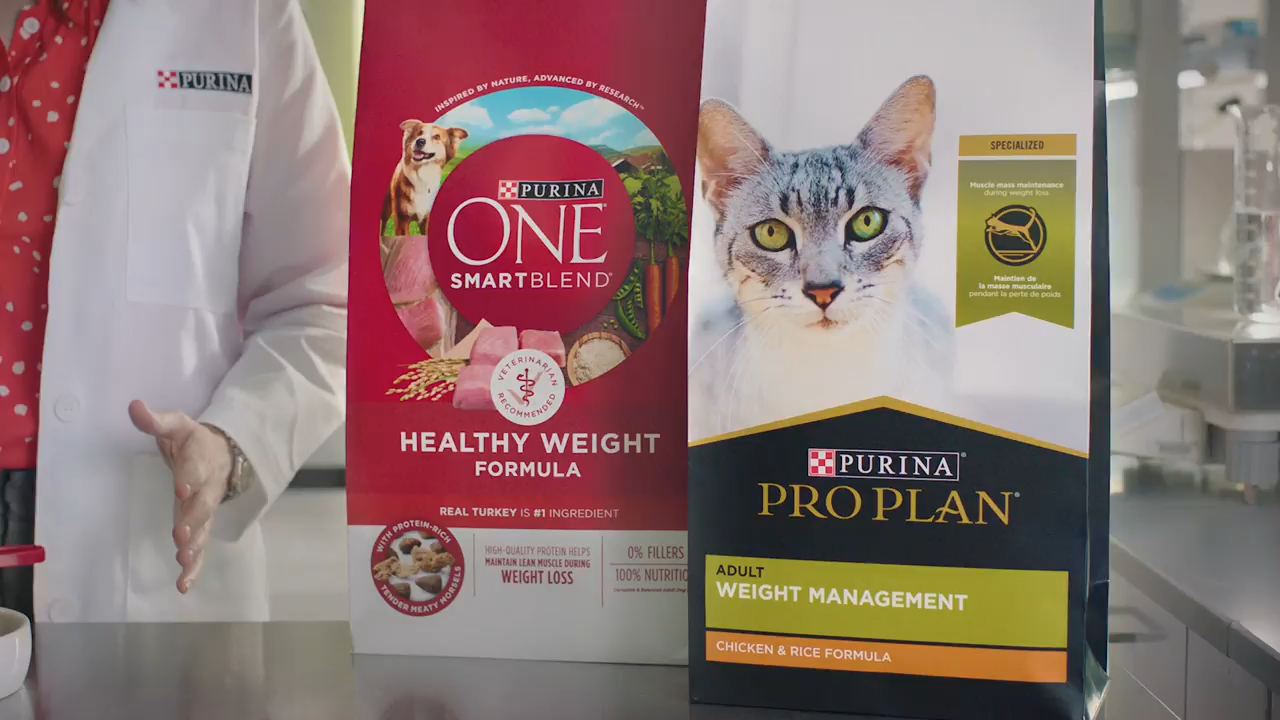 PURINA
INSPIRED BY NATURE, ADVANCED BY RESEARCH™
PURINA
ONE
SMARTBLEND®
VETERINARIAN
RECOMMENDED
HEALTHY WEIGHT
FORMULA
REAL TURKEY IS #1 INGREDIENT
WITH PROTEIN-RICH
TENDER MEATY MORSELS
HIGH-QUALITY PROTEIN HELPS
MAINTAIN LEAN MUSCLE DURING
WEIGHT LOSS
0% FILLERS
100% NUTRITIO
SPECIALIZED
Muscle mass maintenance
during weight loss
Maintien de
la masse musculaire
pendant la perte de poids
PURINA®
PRO PLAN®
ADULT
WEIGHT MANAGEMENT
CHICKEN & RICE FORMULA